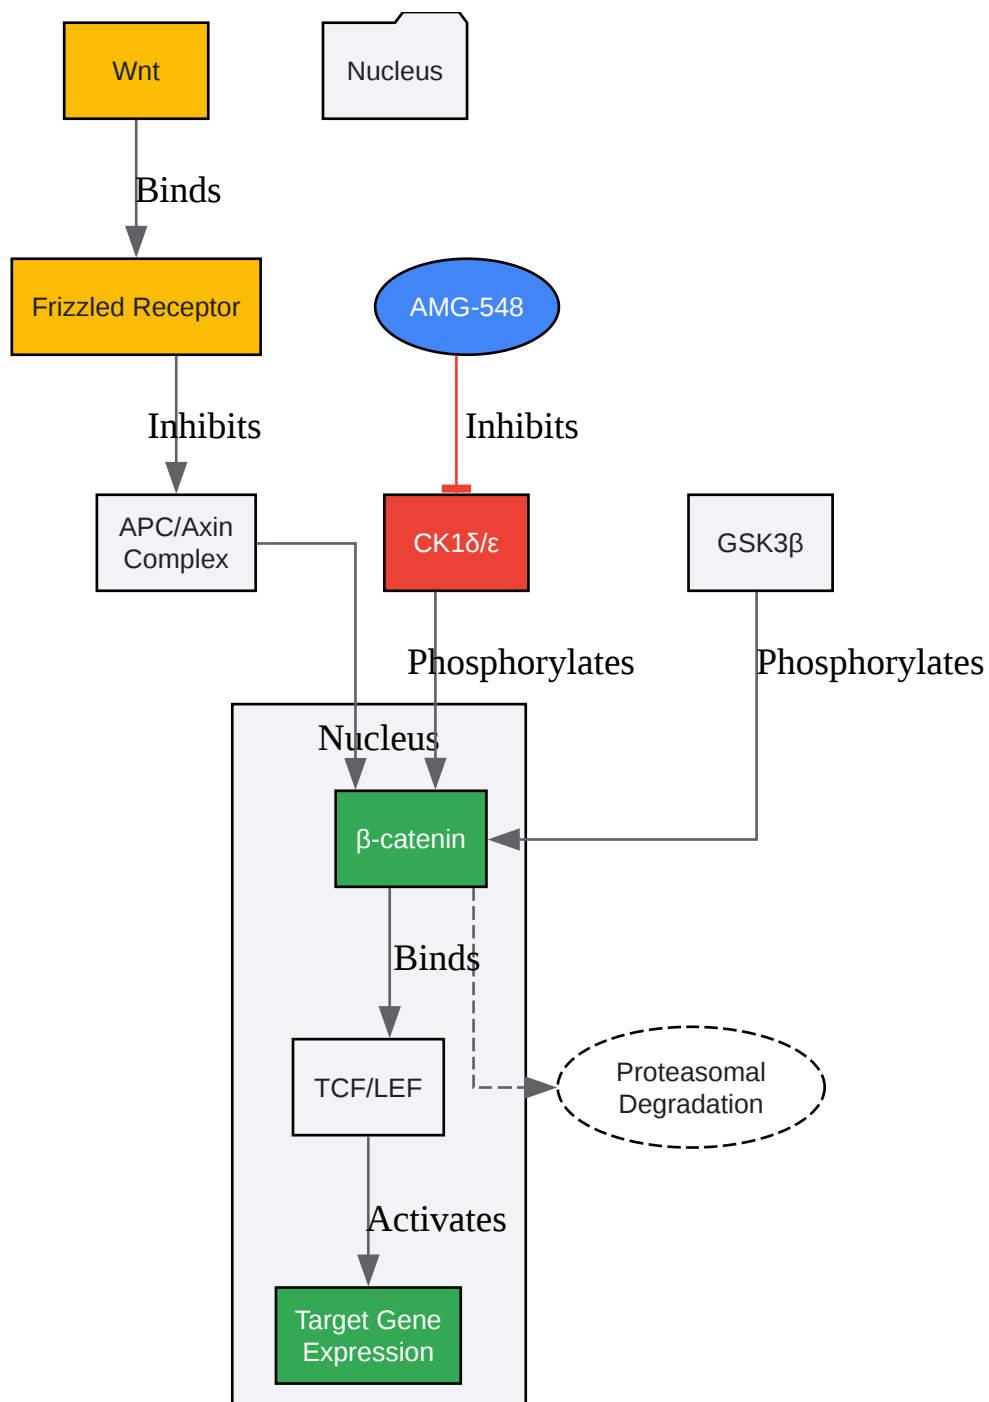 Wnt
Nucleus
Binds
Frizzled Receptor
AMG-548
Inhibits
Inhibits
APC/Axin
Complex
CK1δ/ε
GSK3β
Phosphorylates
Phosphorylates
Nucleus
β-catenin
Binds
TCF/LEF
Proteasomal
Degradation
Activates
Target Gene
Expression